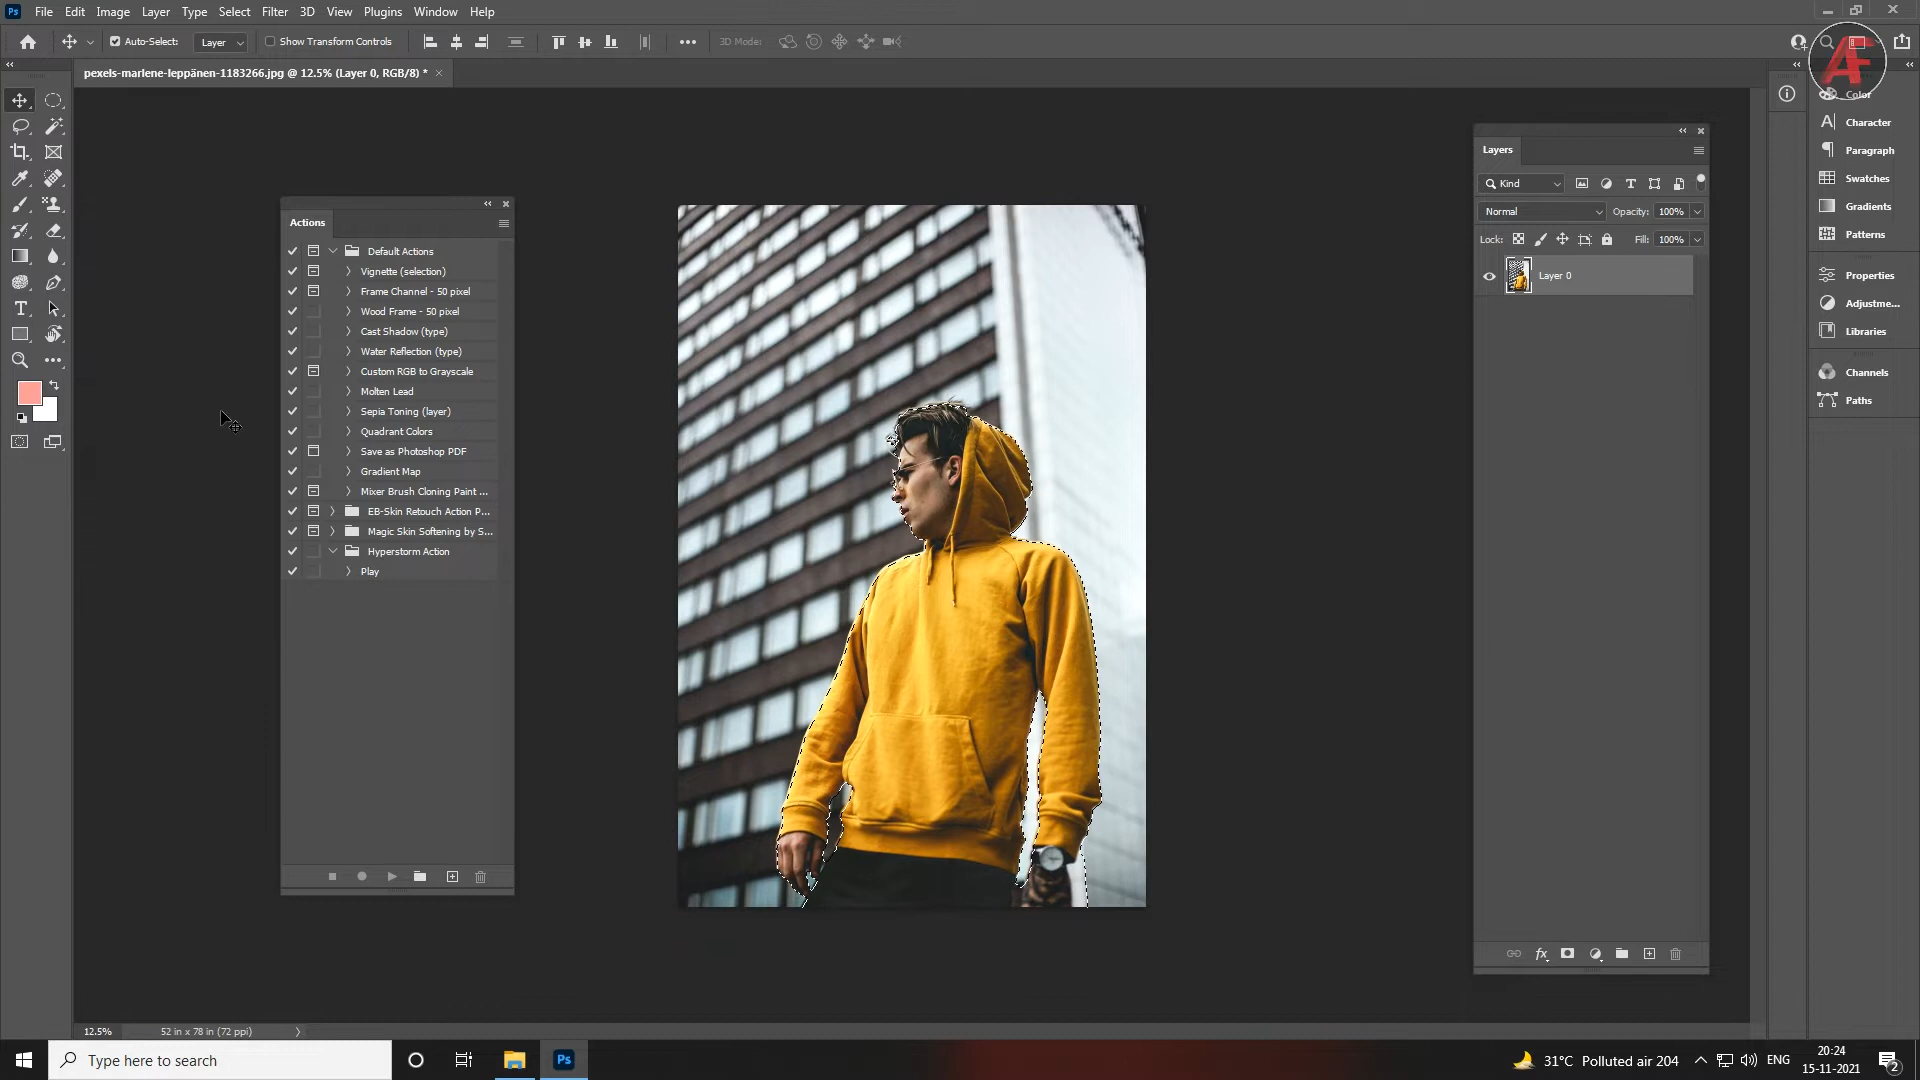 Ps File Edit Image Layer Type Select Filter 3D View Plugins Window Help
Auto-Select: Layer Show Transform Controls 3D Mode:
pexels-marlene-leppänen-1183266.jpg @ 12.5% (Layer 0, RGB/8) *
Actions
Default Actions
Vignette (selection)
Frame Channel - 50 pixel
Wood Frame - 50 pixel
Cast Shadow (type)
Water Reflection (type)
Custom RGB to Grayscale
Molten Lead
Sepia Toning (layer)
Quadrant Colors
Save as Photoshop PDF
Gradient Map
Mixer Brush Cloning Paint ...
EB-Skin Retouch Action P...
Magic Skin Softening by S...
Hyperstorm Action
Play
Layers
Kind
Normal Opacity: 100%
Lock: Fill: 100%
Layer 0
AF
Color
Character
Paragraph
Swatches
Gradients
Patterns
Properties
Adjustme...
Libraries
Channels
Paths
12.5% 52 in x 78 in (72 ppi)
Type here to search
Ps
31°C Polluted air 204
ENG
20:24
15-11-2021
2